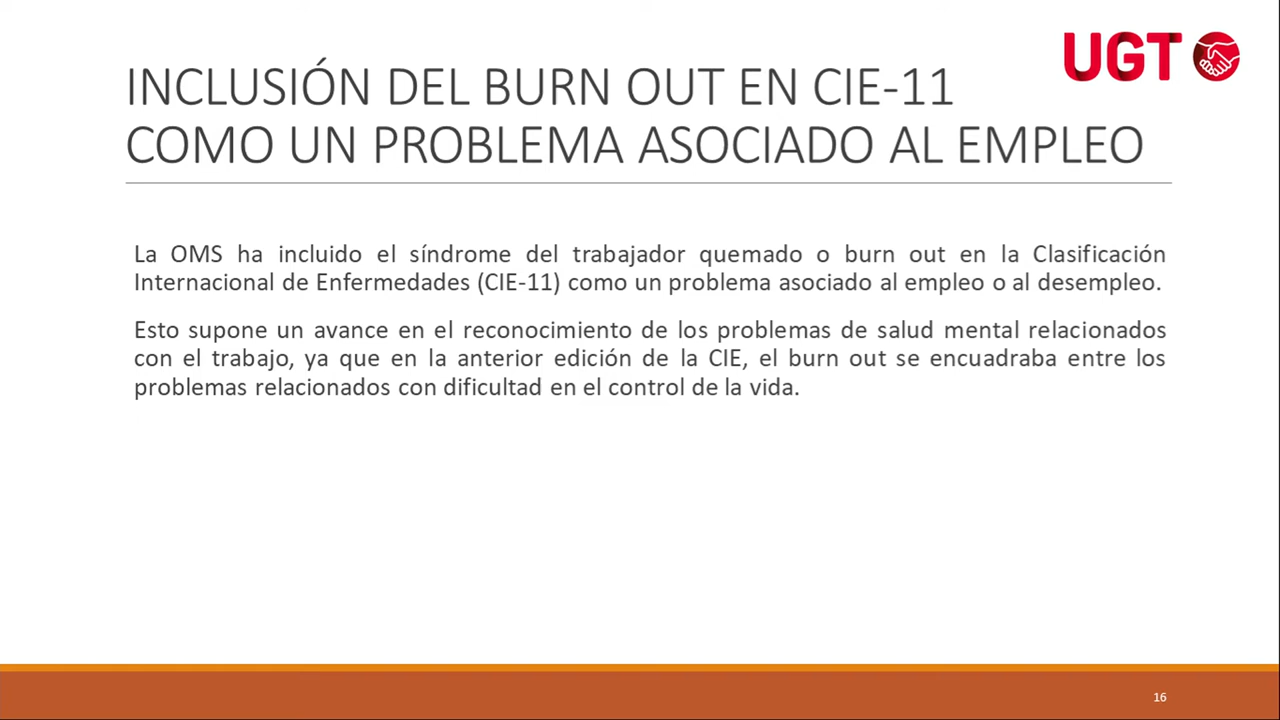 UGT
INCLUSIÓN DEL BURN OUT EN CIE-11
COMO UN PROBLEMA ASOCIADO AL EMPLEO
La OMS ha incluido el síndrome del trabajador quemado o burn out en la Clasificación
Internacional de Enfermedades (CIE-11) como un problema asociado al empleo o al desempleo.
Esto supone un avance en el reconocimiento de los problemas de salud mental relacionados
con el trabajo, ya que en la anterior edición de la CIE, el burn out se encuadraba entre los
problemas relacionados con dificultad en el control de la vida.
16